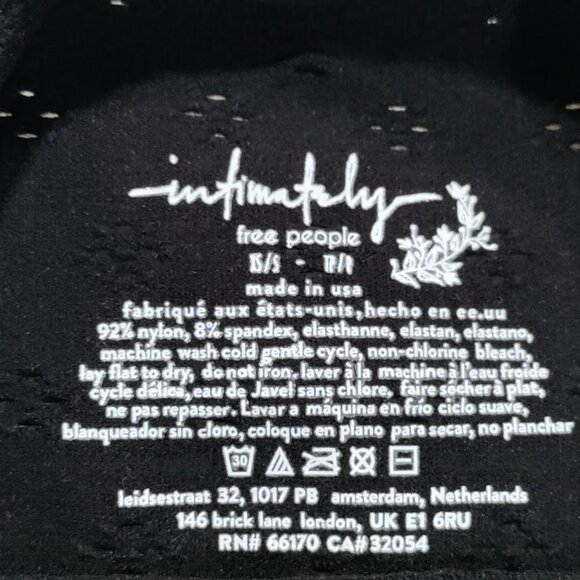 intimately
free people
XS/S - TP/P
made in usa
fabriqué aux états-unis, hecho en ee.uu
92% nylon, 8% spandex, elasthanne, elastan, elastano,
machine wash cold gentle cycle, non-chlorine bleach,
lay flat to dry, do not iron. laver à la machine à l'eau froide
cycle délica, eau de Javel sans chlore, faire sécher à plat,
ne pas repasser. Lavar a máquina en frío ciclo suave,
blanqueador sin cloro, coloque en plano para secar, no planchar
30
leidsestraat 32, 1017 PB amsterdam, Netherlands
146 brick lane london, UK E1 6RU
RN# 66170 CA#32054